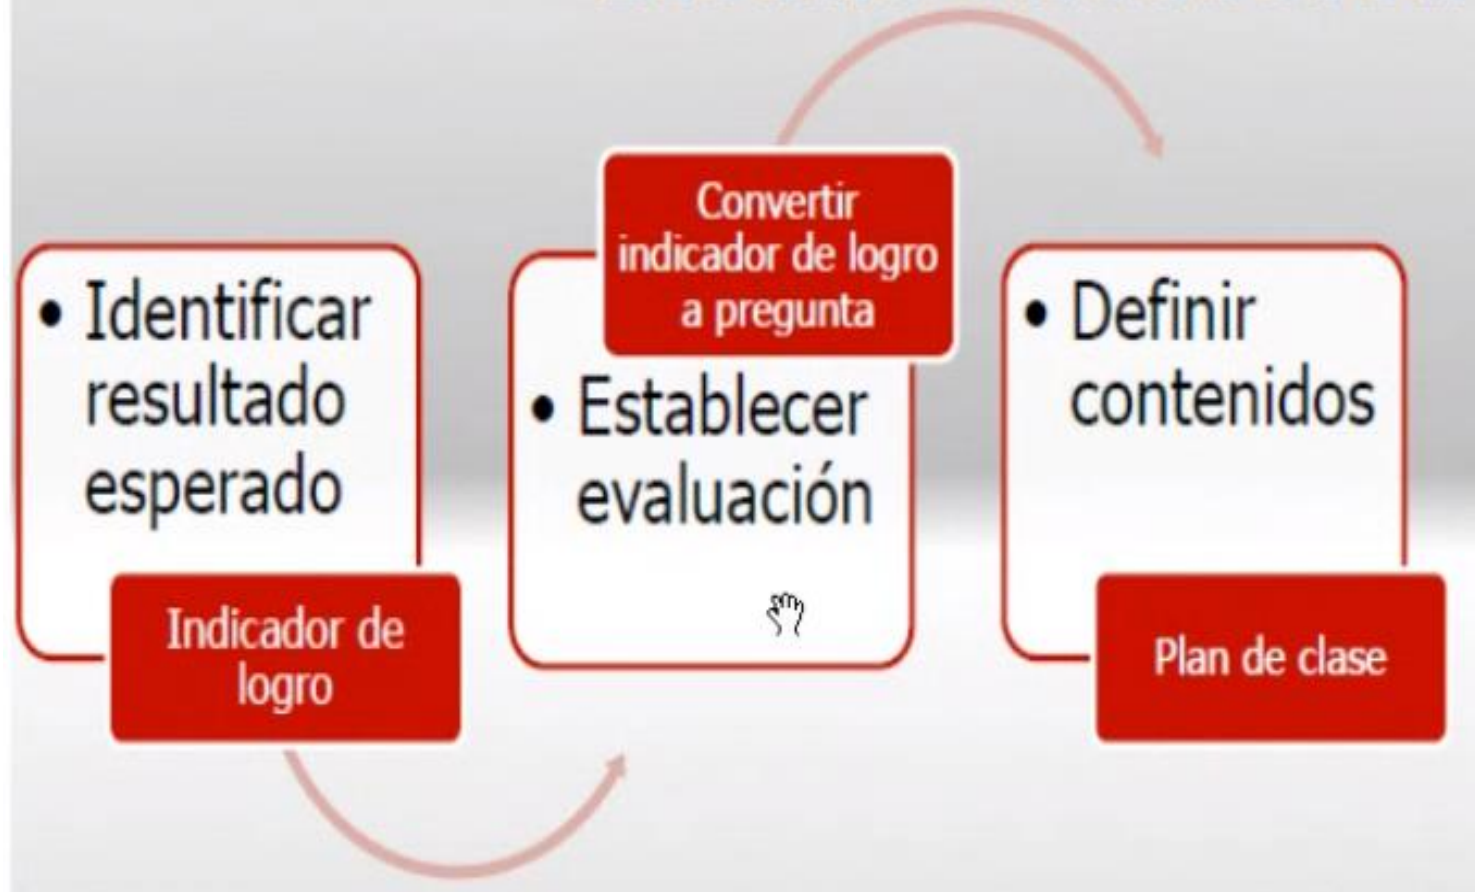 • Identificar
resultado
esperado
Indicador de
logro
Convertir
indicador de logro
a pregunta
• Establecer
evaluación
• Definir
contenidos
Plan de clase